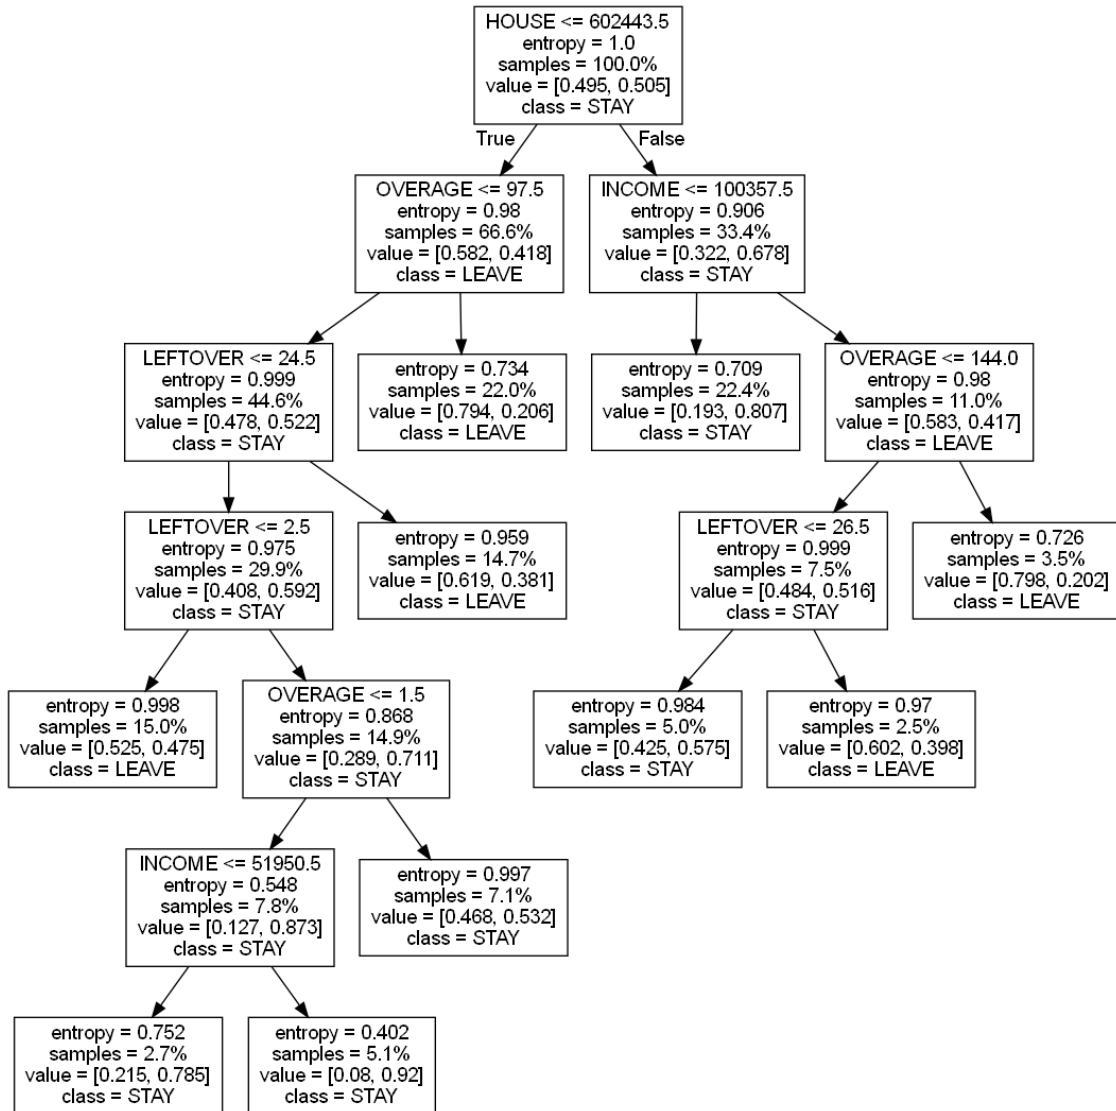 HOUSE <= 602443.5
entropy = 1.0
samples = 100.0%
value = [0.495, 0.505]
class = STAY
True
False
OVERAGE <= 97.5
entropy = 0.98
samples = 66.6%
value = [0.582, 0.418]
class = LEAVE
INCOME <= 100357.5
entropy = 0.906
samples = 33.4%
value = [0.322, 0.678]
class = STAY
LEFTOVER <= 24.5
entropy = 0.999
samples = 44.6%
value = [0.478, 0.522]
class = STAY
entropy = 0.734
samples = 22.0%
value = [0.794, 0.206]
class = LEAVE
entropy = 0.709
samples = 22.4%
value = [0.193, 0.807]
class = STAY
OVERAGE <= 144.0
entropy = 0.98
samples = 11.0%
value = [0.583, 0.417]
class = LEAVE
LEFTOVER <= 2.5
entropy = 0.975
samples = 29.9%
value = [0.408, 0.592]
class = STAY
entropy = 0.959
samples = 14.7%
value = [0.619, 0.381]
class = LEAVE
LEFTOVER <= 26.5
entropy = 0.999
samples = 7.5%
value = [0.484, 0.516]
class = STAY
entropy = 0.726
samples = 3.5%
value = [0.798, 0.202]
class = LEAVE
entropy = 0.998
samples = 15.0%
value = [0.525, 0.475]
class = LEAVE
OVERAGE <= 1.5
entropy = 0.868
samples = 14.9%
value = [0.289, 0.711]
class = STAY
entropy = 0.984
samples = 5.0%
value = [0.425, 0.575]
class = STAY
entropy = 0.97
samples = 2.5%
value = [0.602, 0.398]
class = LEAVE
INCOME <= 51950.5
entropy = 0.548
samples = 7.8%
value = [0.127, 0.873]
class = STAY
entropy = 0.997
samples = 7.1%
value = [0.468, 0.532]
class = STAY
entropy = 0.752
samples = 2.7%
value = [0.215, 0.785]
class = STAY
entropy = 0.402
samples = 5.1%
value = [0.08, 0.92]
class = STAY